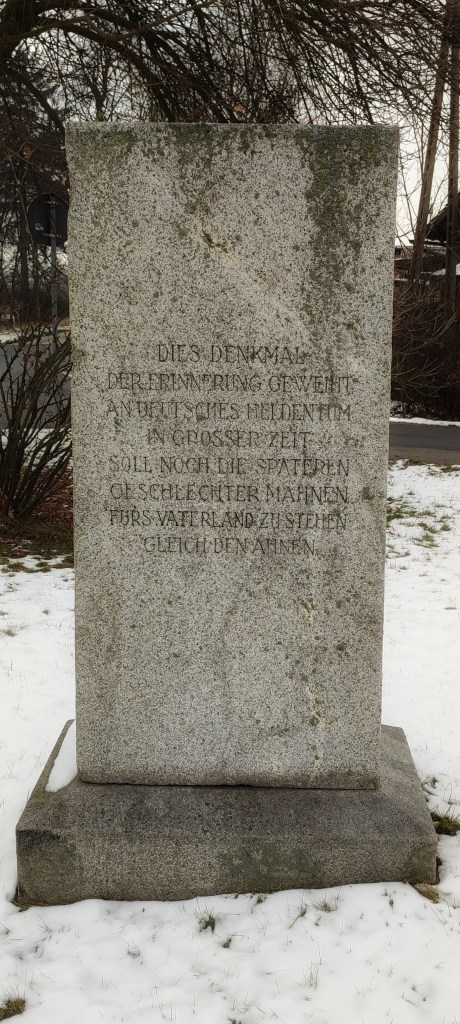 DIES DENKMAL
DER ERINNERUNG GEWEIHT
AN DEUTSCHES HELDENTUM
IN GROSSER ZEIT
SOLL NOCH DIE SPÄTEREN
GESCHLECHTER MAHNEN
FÜRS VATERLAND ZU STEHEN
GLEICH DEN AHNEN